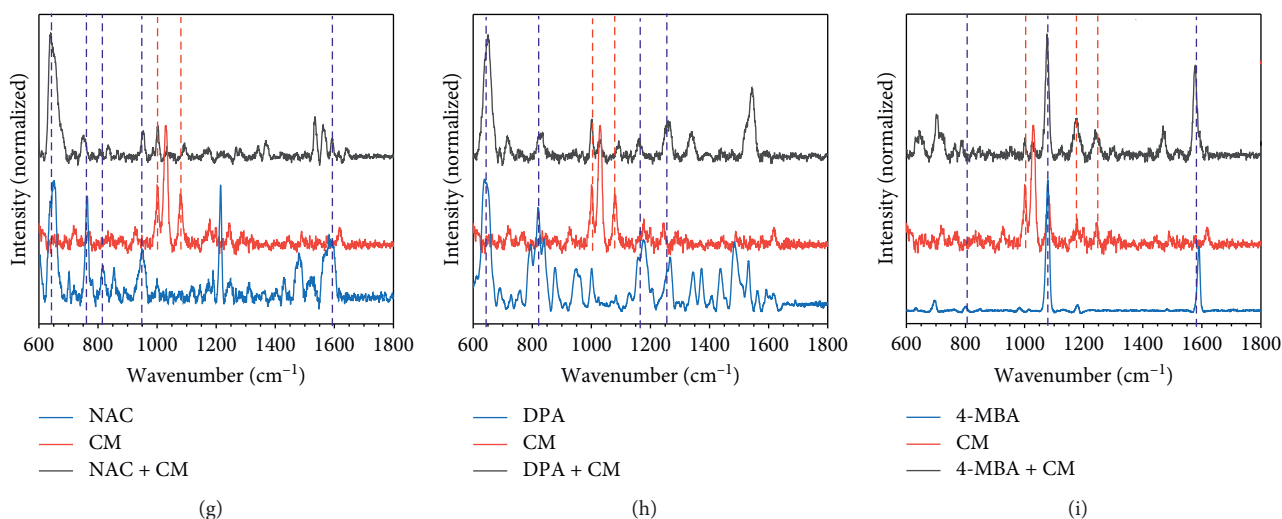 Intensity (normalized)
600 800 1000 1200 1400 1600 1800
Wavenumber (cm⁻¹)
NAC
CM
NAC + CM
(g)
Intensity (normalized)
600 800 1000 1200 1400 1600 1800
Wavenumber (cm⁻¹)
DPA
CM
DPA + CM
(h)
Intensity (normalized)
600 800 1000 1200 1400 1600 1800
Wavenumber (cm⁻¹)
4-MBA
CM
4-MBA + CM
(i)